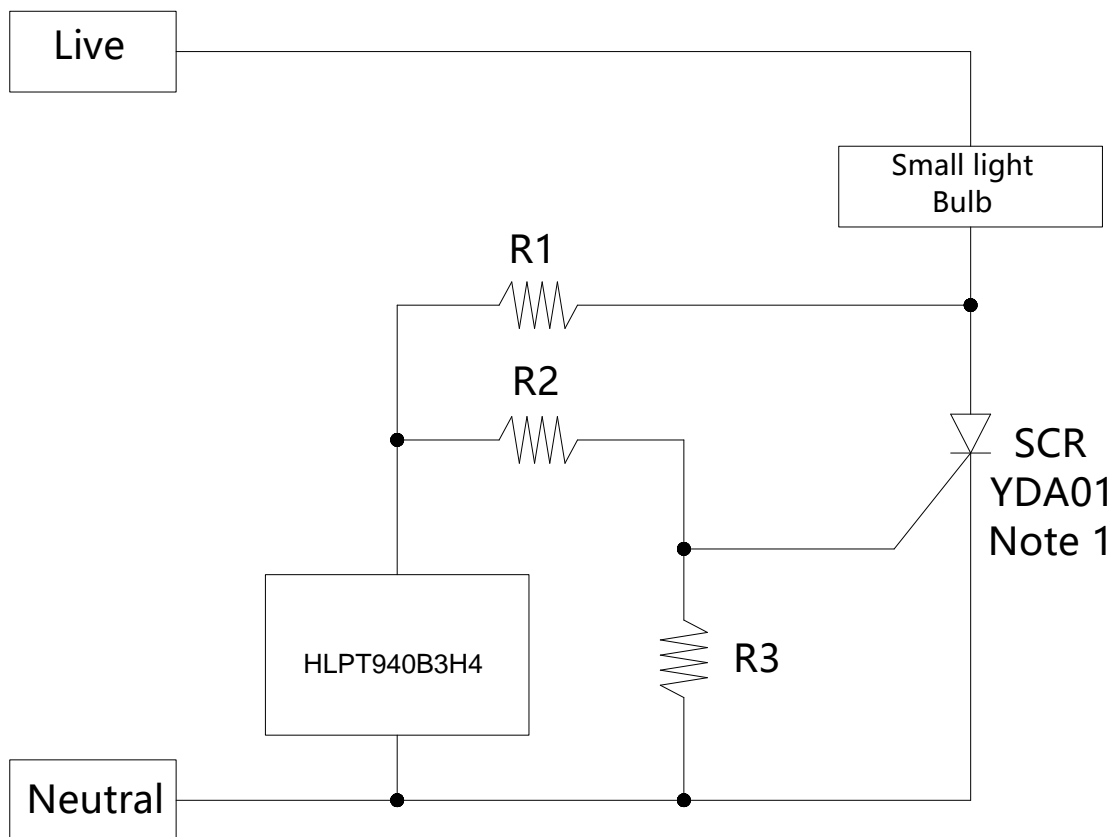 Live
Small light
Bulb
R1
R2
SCR
YDA01
Note 1
HLPT940B3H4
R3
Neutral